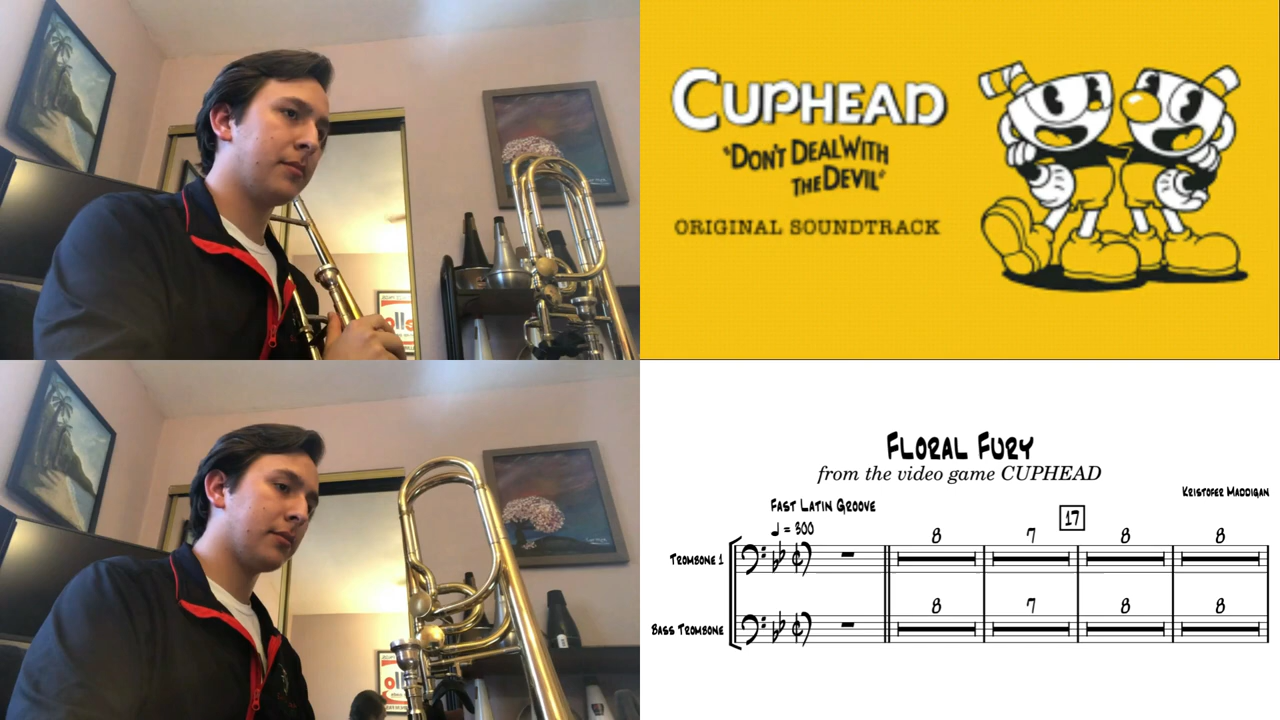 CUPHEAD
"DON'T DEAL WITH
THE DEVIL"
ORIGINAL SOUNDTRACK
FLORAL FURY
from the video game CUPHEAD
KRISTOFER MADDIGAN
FAST LATIN GROOVE
♩ = 300
17
8 7 8 8
TROMBONE 1
8 7 8 8
BASS TROMBONE